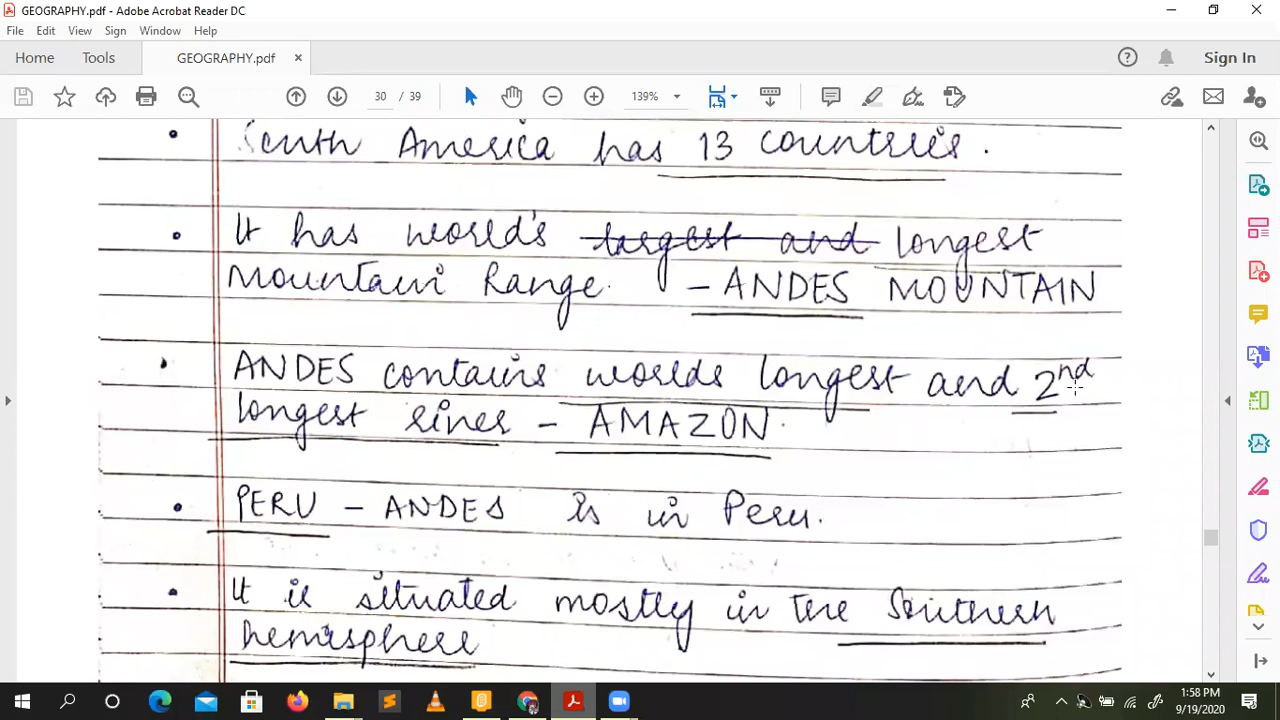 GEOGRAPHY.pdf - Adobe Acrobat Reader DC
File Edit View Sign Window Help
Home Tools GEOGRAPHY.pdf × Sign In
30 / 39 139%
South America has 13 countries.
It has world's largest and longest
Mountain Range. - ANDES MOUNTAIN
ANDES contains worlds longest and 2nd
longest river - AMAZON.
PERU - ANDES is in Peru.
It is situated mostly in the Southern
hemisphere
1:58 PM
9/19/2020